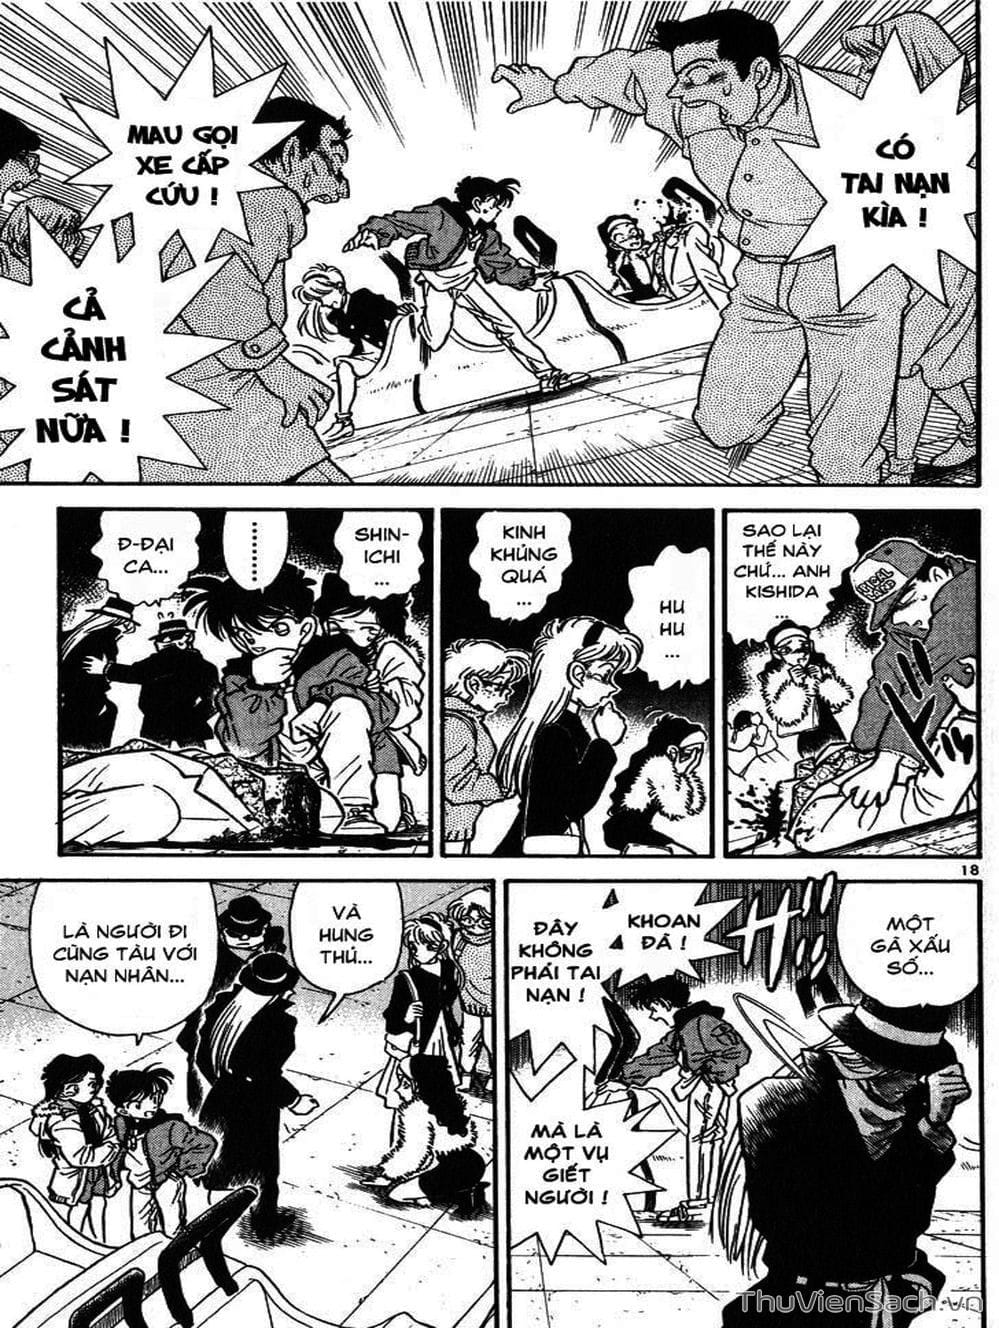 CÓ
TAI NẠN
KÌA !
MAU GỌI
XE CẤP
CỨU !
CẢ
CẢNH
SÁT
NỮA !
SAO LẠI
THẾ NÀY
CHỨ... ANH
KISHIDA
...
HU
HU
...
KINH
KHỦNG
QUÁ
...
SHIN-
ICHI
...
.........
Đ-ĐẠI
CA...
18
MỘT
GÃ XẤU
SỐ...
KHOAN
ĐÃ !
ĐÂY
KHÔNG
PHẢI TAI
NẠN !
MÀ LÀ
MỘT VỤ
GIẾT
NGƯỜI !
VÀ
HUNG
THỦ...
LÀ NGƯỜI ĐI
CÙNG TÀU VỚI
NẠN NHÂN...
ThuVienSach.vn